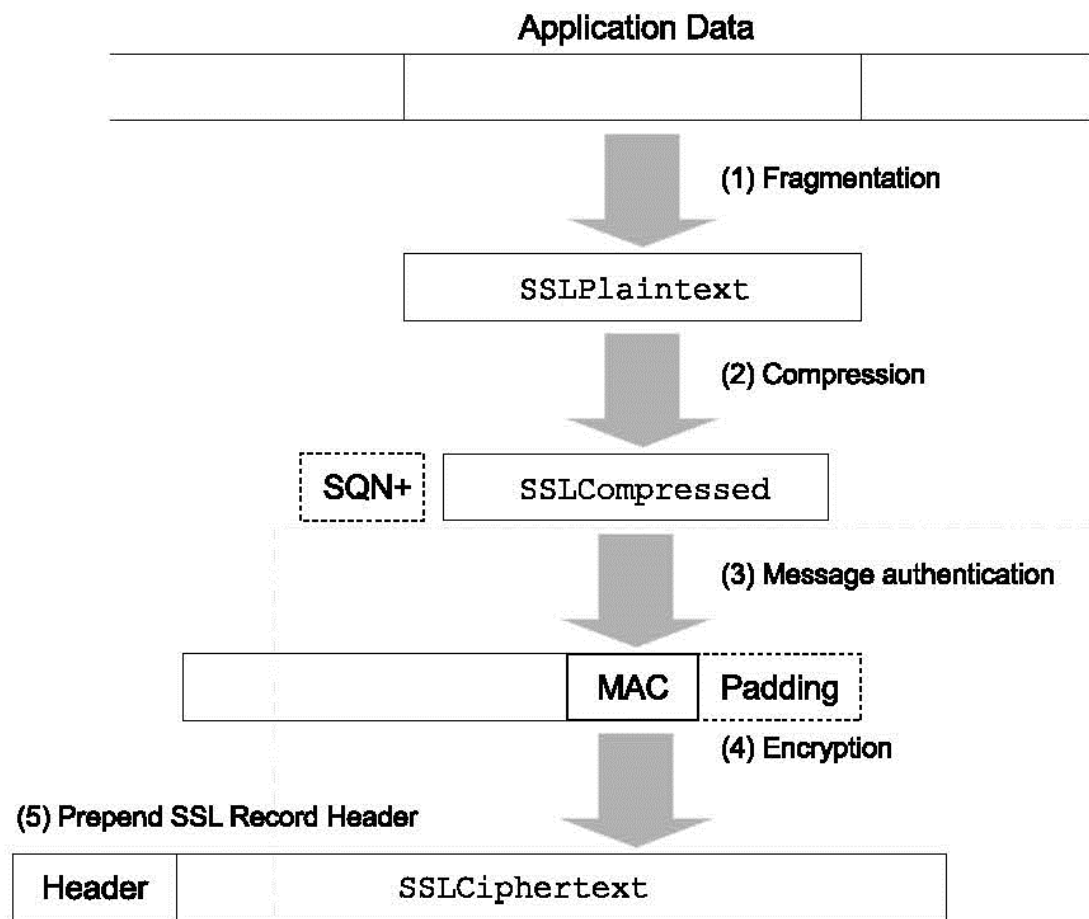 Application Data
(1) Fragmentation
SSLPlaintext
(2) Compression
SQN+
SSLCompressed
(3) Message authentication
MAC
Padding
(4) Encryption
(5) Prepend SSL Record Header
Header
SSLCiphertext